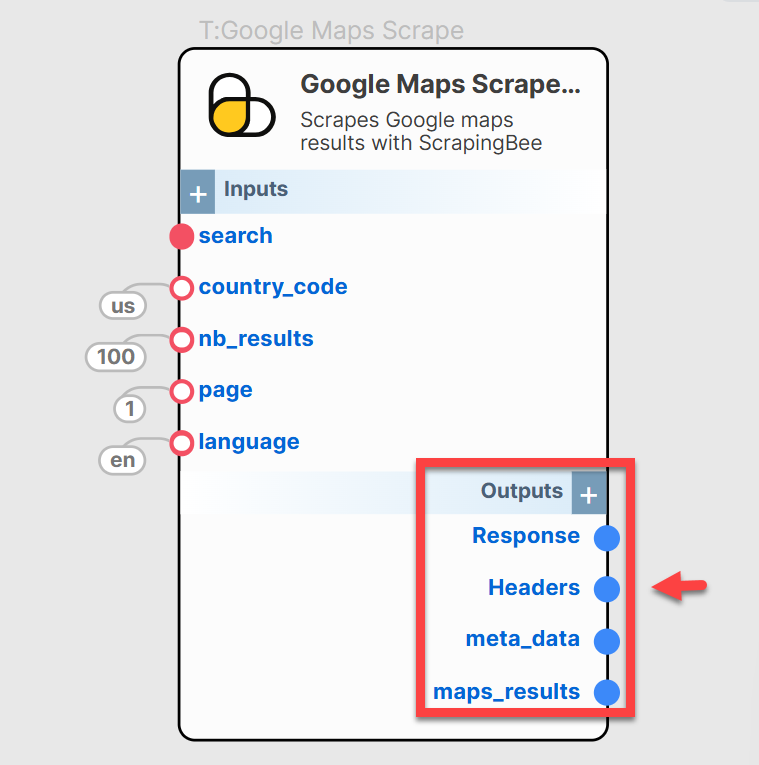 T:Google Maps Scrape
Google Maps Scrape...
Scrapes Google maps
results with ScrapingBee
+ Inputs
search
country_code
us
nb_results
100
page
1
language
en
Outputs +
Response
Headers
meta_data
maps_results